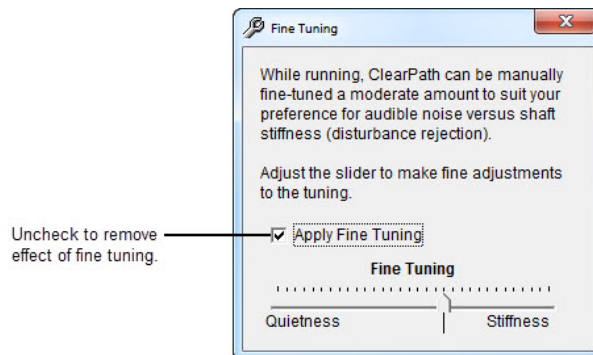 Fine Tuning
While running, ClearPath can be manually
fine-tuned a moderate amount to suit your
preference for audible noise versus shaft
stiffness (disturbance rejection).
Adjust the slider to make fine adjustments
to the tuning.
Uncheck to remove
effect of fine tuning.
Apply Fine Tuning
Fine Tuning
Quietness
Stiffness